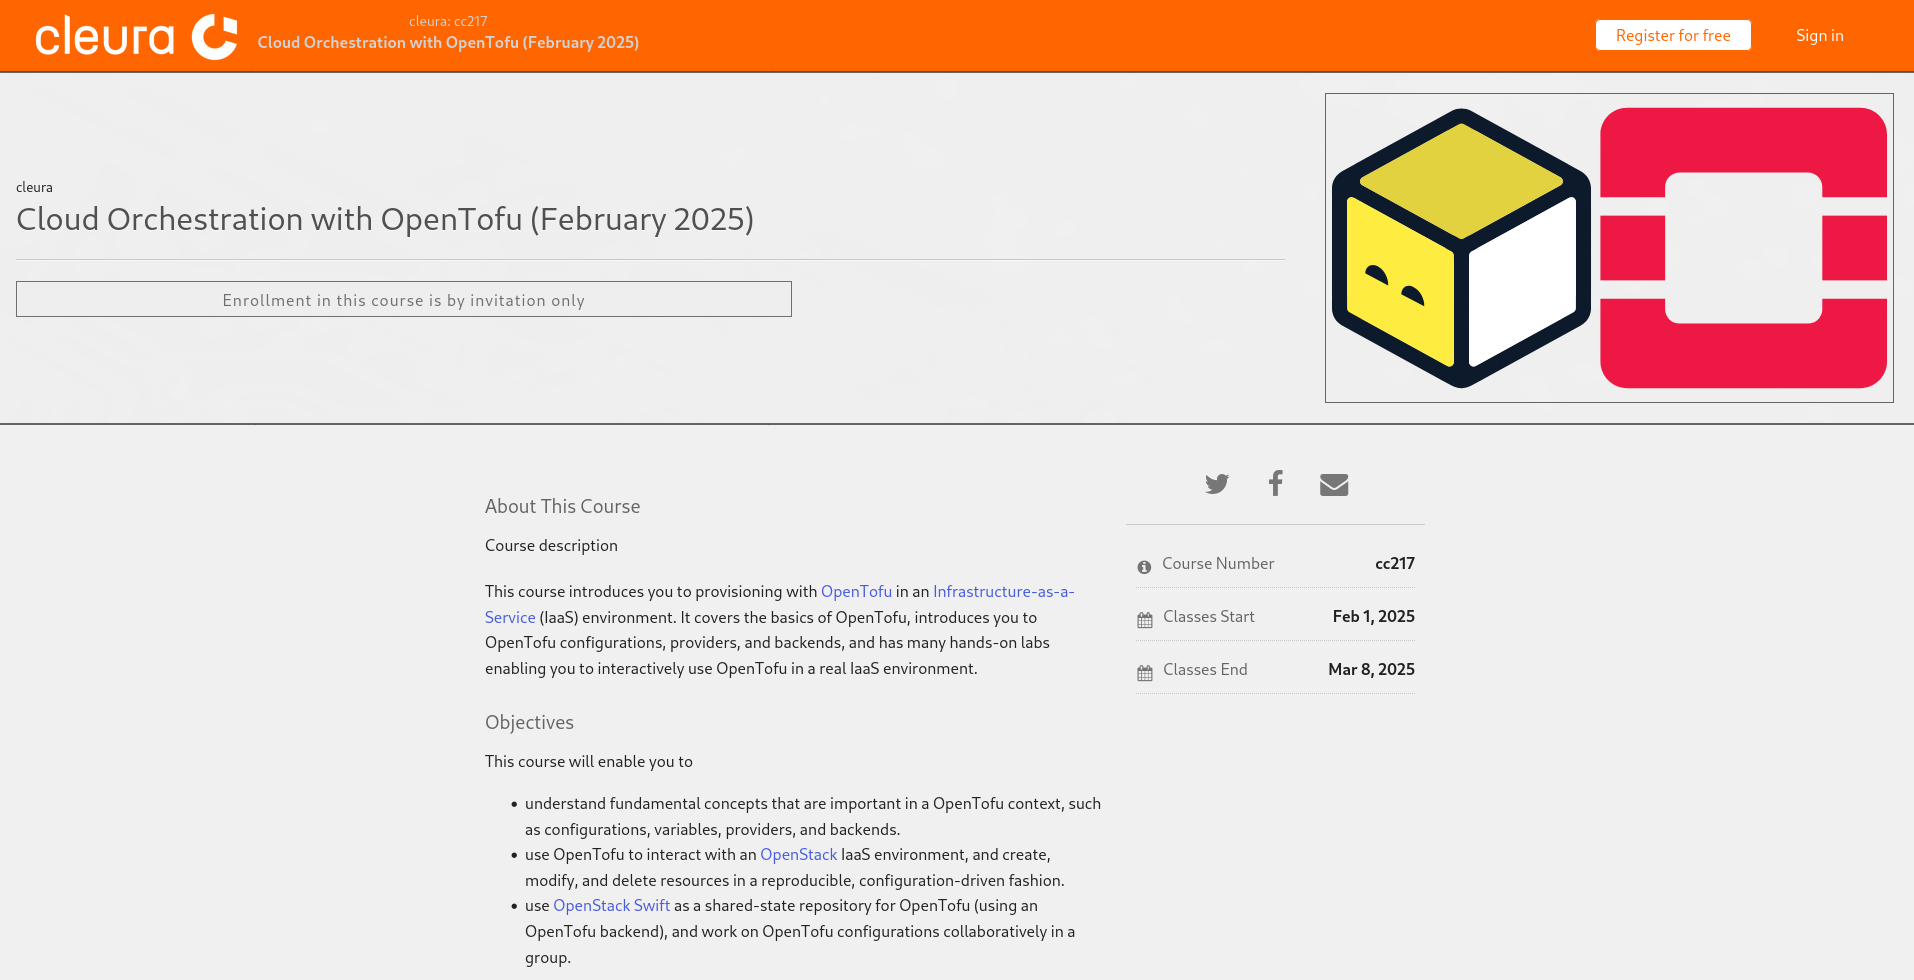 cleura
cleura: cc217
Cloud Orchestration with OpenTofu (February 2025)
Register for free
Sign in
cleura
Cloud Orchestration with OpenTofu (February 2025)
Enrollment in this course is by invitation only
About This Course
Course description
This course introduces you to provisioning with OpenTofu in an Infrastructure-as-a-
Service (IaaS) environment. It covers the basics of OpenTofu, introduces you to
OpenTofu configurations, providers, and backends, and has many hands-on labs
enabling you to interactively use OpenTofu in a real IaaS environment.
Objectives
This course will enable you to
• understand fundamental concepts that are important in a OpenTofu context, such
as configurations, variables, providers, and backends.
• use OpenTofu to interact with an OpenStack IaaS environment, and create,
modify, and delete resources in a reproducible, configuration-driven fashion.
• use OpenStack Swift as a shared-state repository for OpenTofu (using an
OpenTofu backend), and work on OpenTofu configurations collaboratively in a
group.
Course Number cc217
Classes Start Feb 1, 2025
Classes End Mar 8, 2025